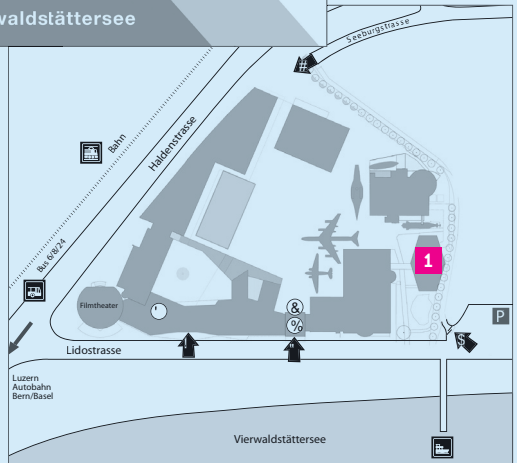 waldstättersee
Seeburgstrasse
#
Haldenstrasse
Bahn
Bus 6/8/24
1
Filmtheater
'
&
%
P
$
!
"
Lidostrasse
Luzern
Autobahn
Bern/Basel
Vierwaldstättersee